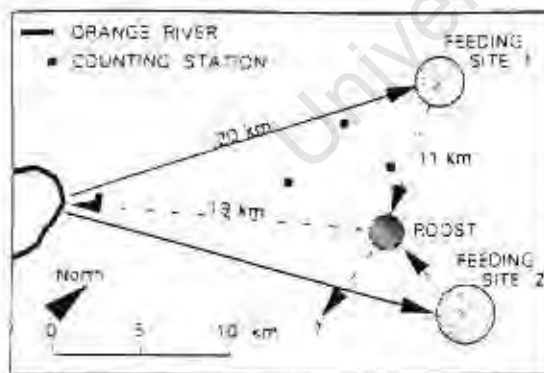 ORANGE RIVER
COUNTING STATION
FEEDING
SITE 1
20 km
11 km
ROOST
FEEDING
SITE 2
North
0 5 10 km
?